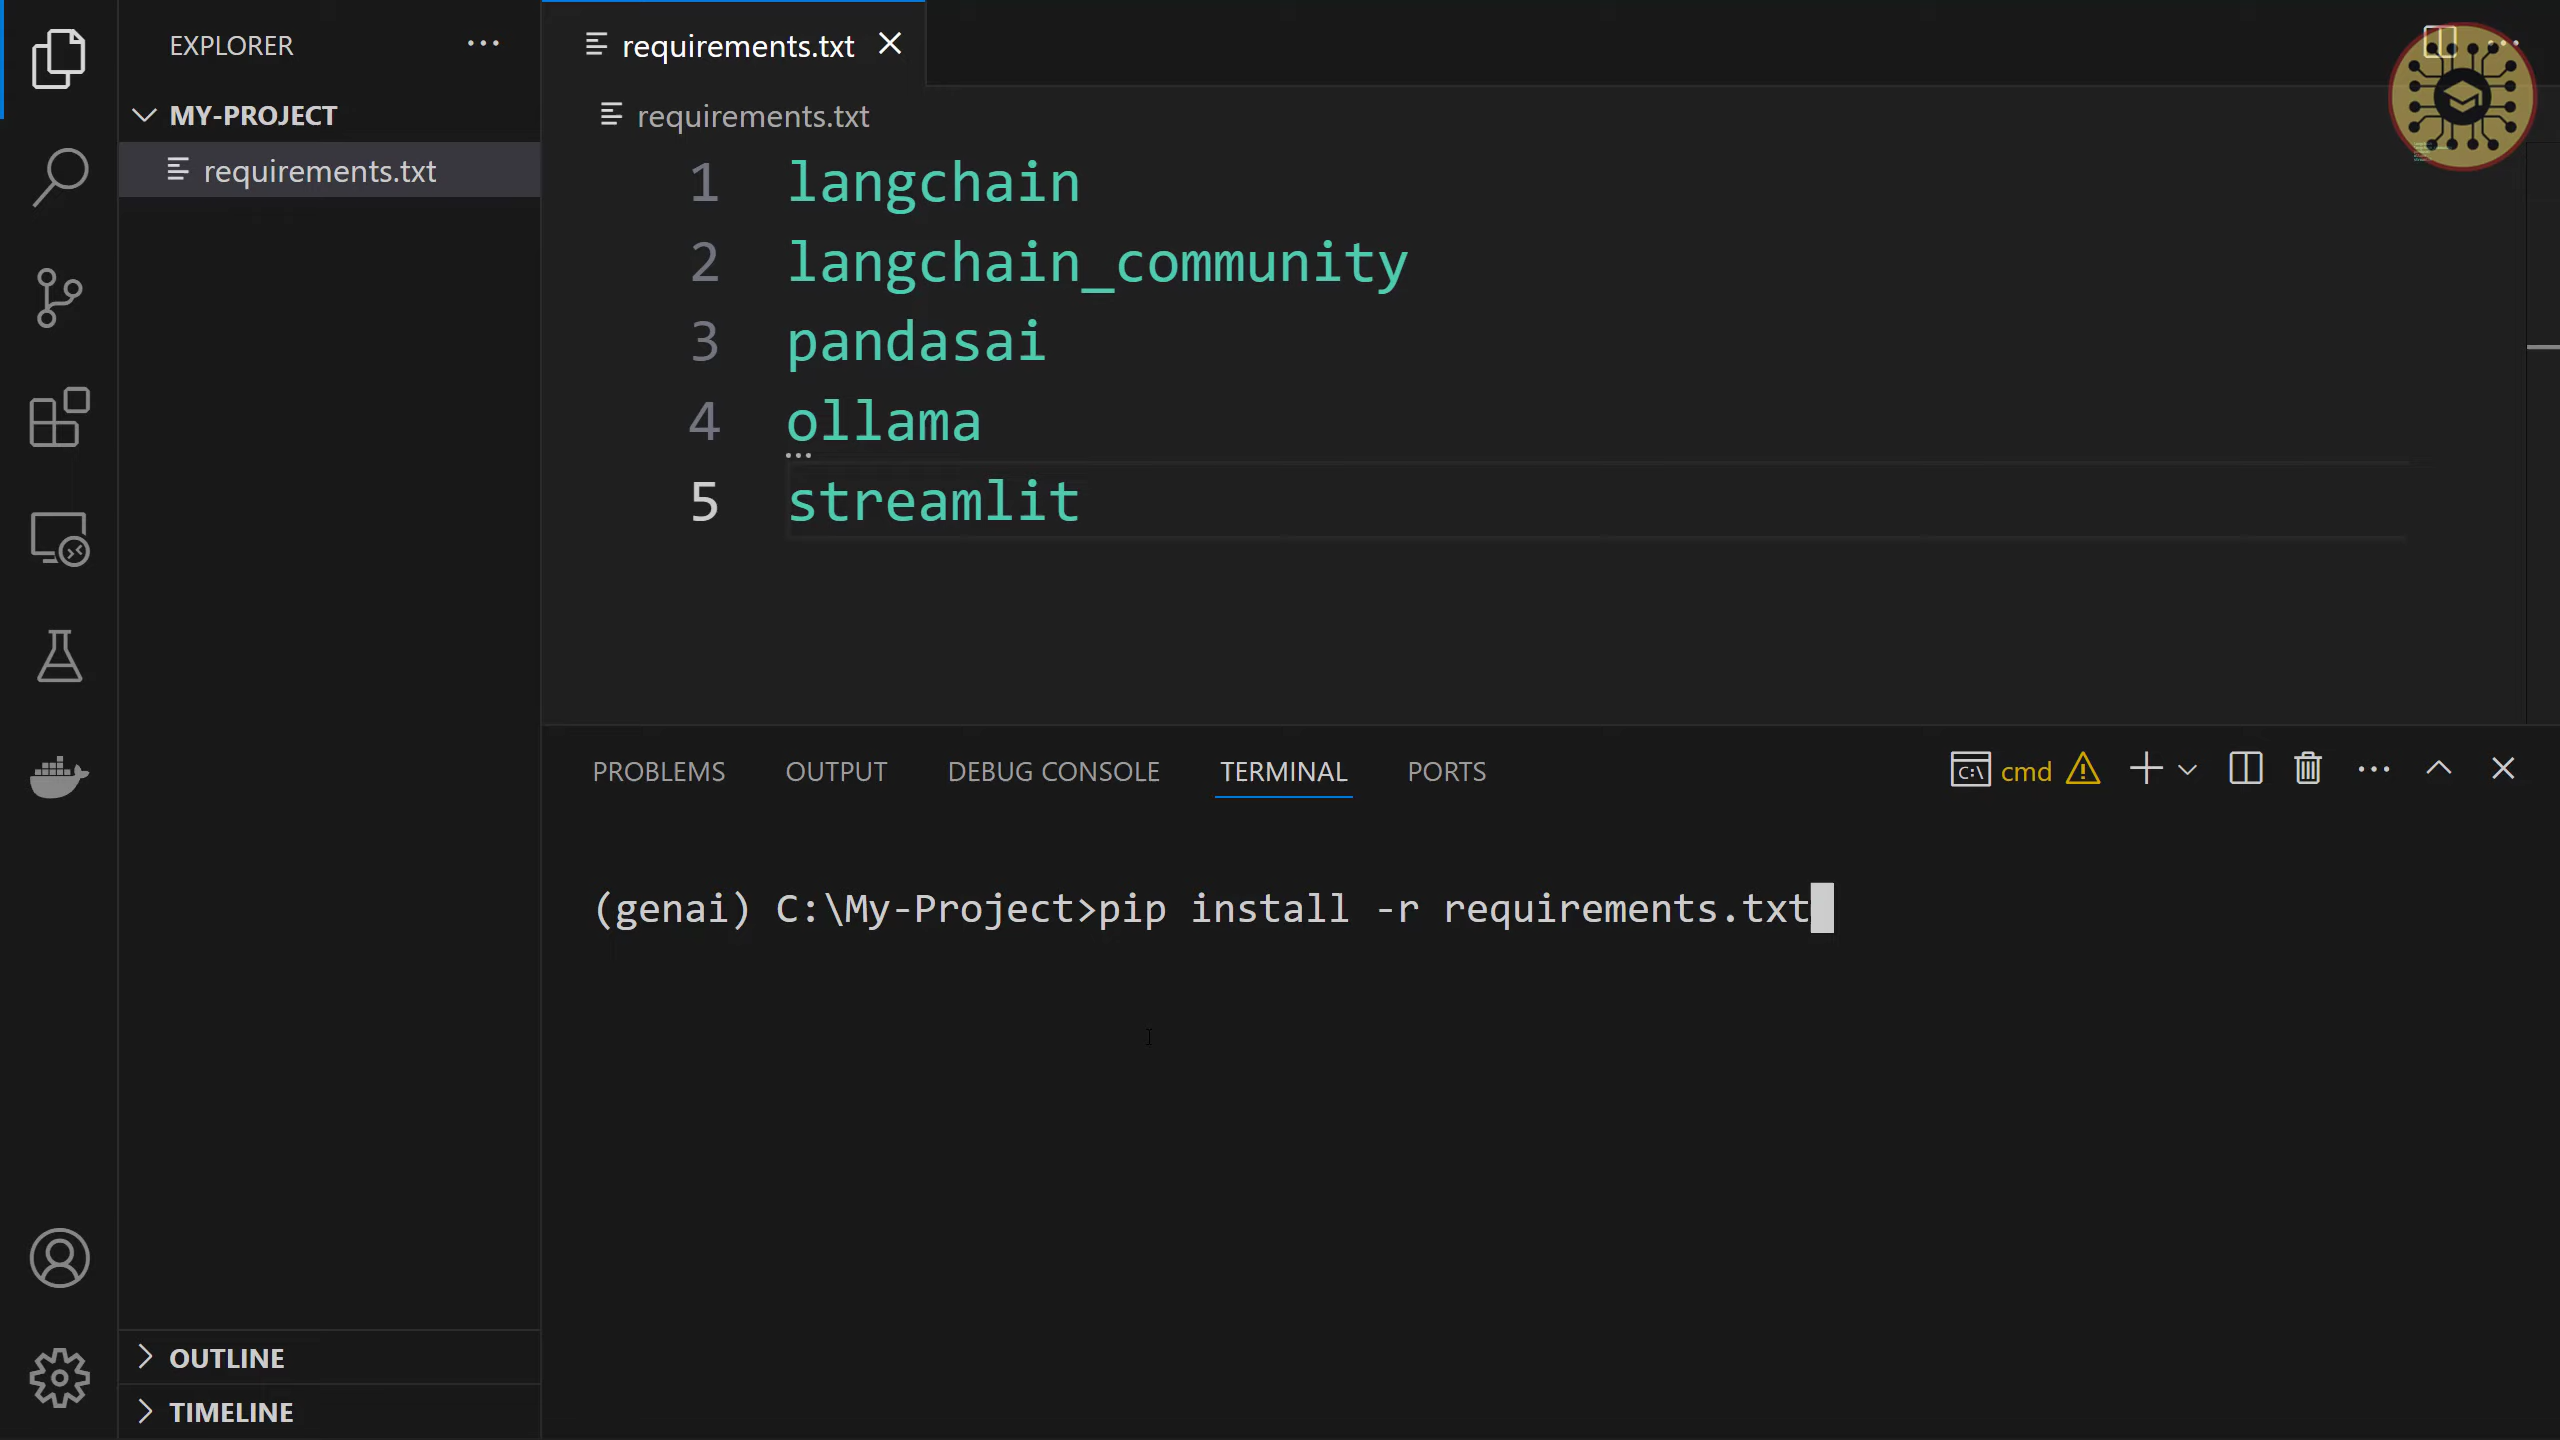 EXPLORER
MY-PROJECT
requirements.txt
OUTLINE
TIMELINE
requirements.txt
requirements.txt
1 langchain
2 langchain_community
3 pandasai
4 ollama
5 streamlit
PROBLEMS OUTPUT DEBUG CONSOLE TERMINAL PORTS
C:\ cmd
(genai) C:\My-Project>pip install -r requirements.txt